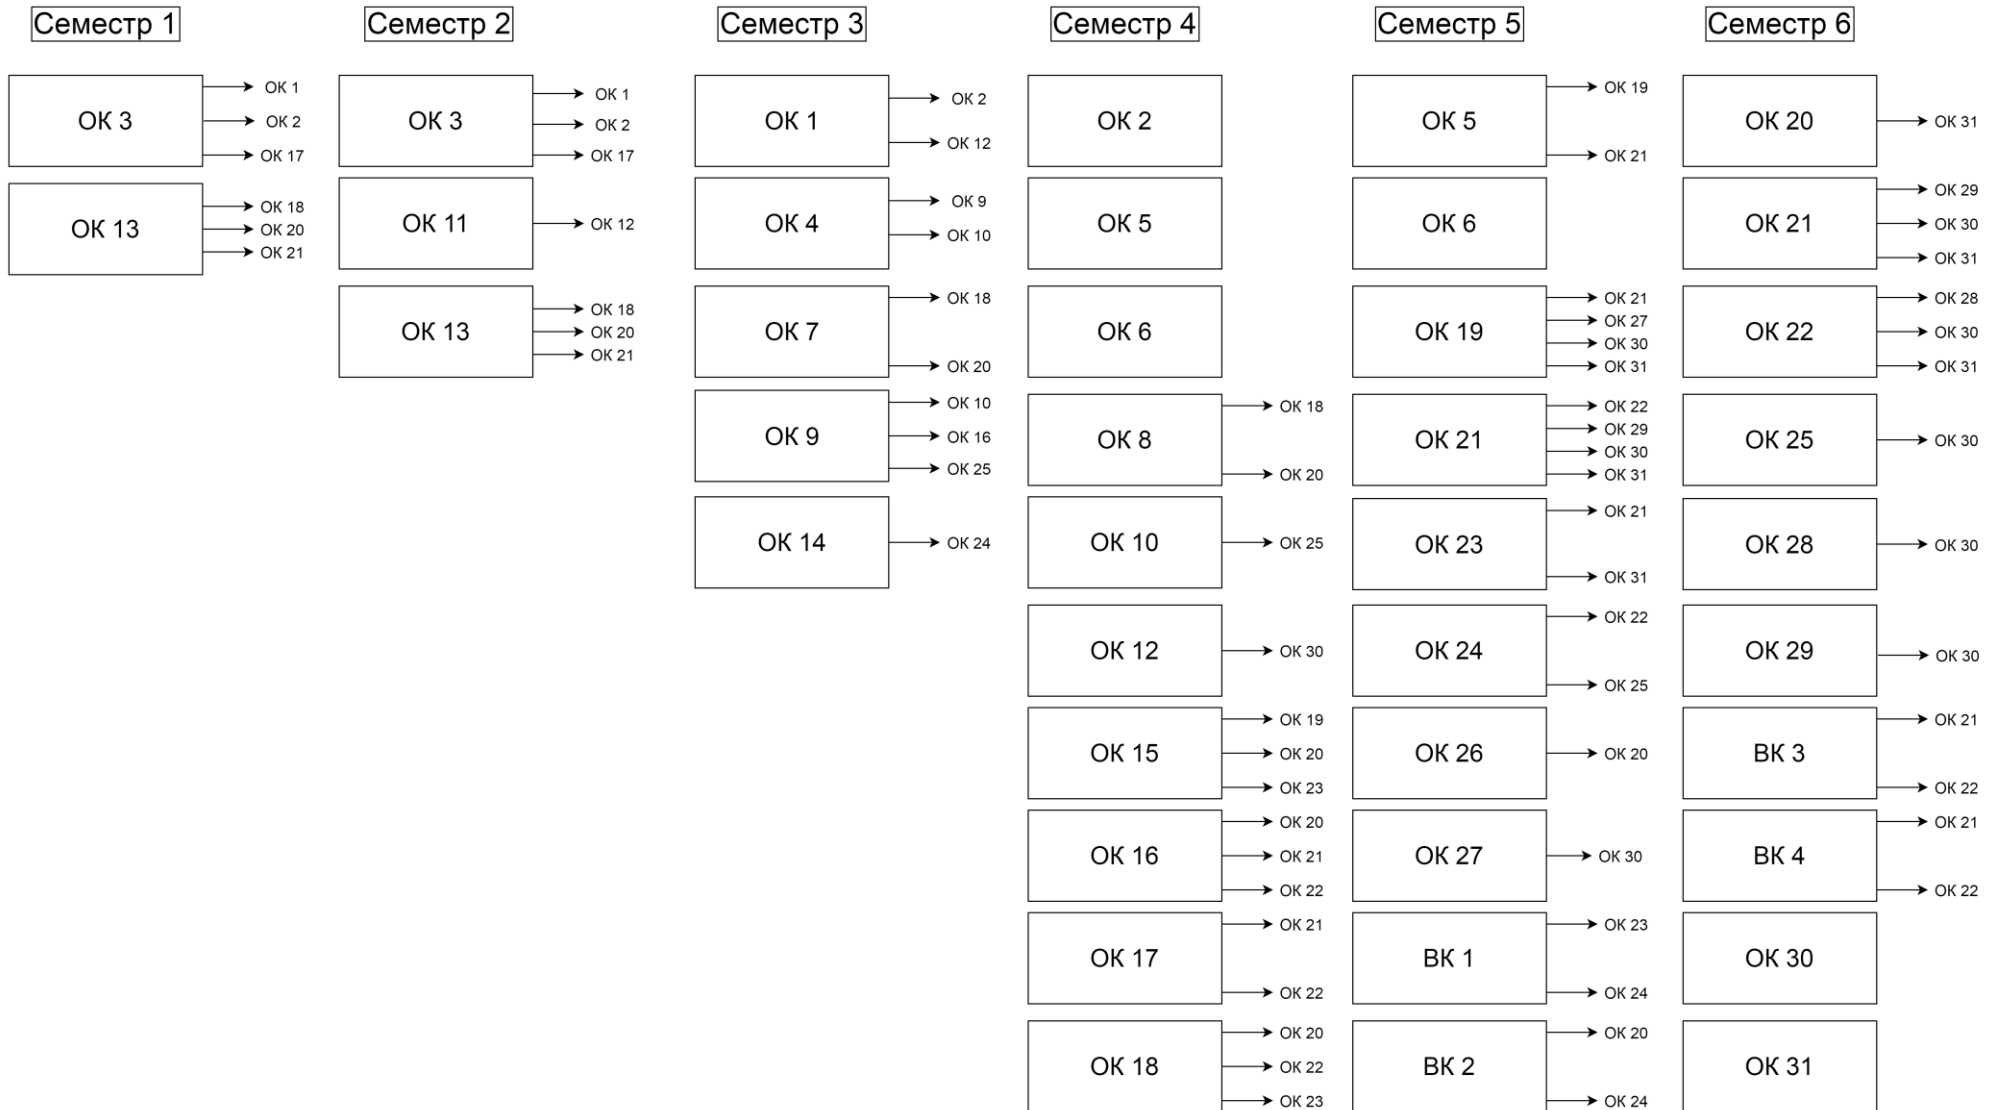 Семестр 1
ОК 3
ОК 1
ОК 2
ОК 17
ОК 13
ОК 18
ОК 20
ОК 21
Семестр 2
ОК 3
ОК 1
ОК 2
ОК 17
ОК 11
ОК 12
ОК 13
ОК 18
ОК 20
ОК 21
Семестр 3
ОК 1
ОК 2
ОК 12
ОК 4
ОК 9
ОК 10
ОК 7
ОК 18
ОК 20
ОК 9
ОК 10
ОК 16
ОК 25
ОК 14
ОК 24
Семестр 4
ОК 2
ОК 5
ОК 6
ОК 8
ОК 18
ОК 20
ОК 10
ОК 25
ОК 12
ОК 30
ОК 15
ОК 19
ОК 20
ОК 23
ОК 16
ОК 20
ОК 21
ОК 22
ОК 17
ОК 21
ОК 22
ОК 18
ОК 20
ОК 22
ОК 23
Семестр 5
ОК 5
ОК 19
ОК 21
ОК 6
ОК 19
ОК 21
ОК 27
ОК 30
ОК 31
ОК 21
ОК 22
ОК 29
ОК 30
ОК 31
ОК 23
ОК 21
ОК 31
ОК 24
ОК 22
ОК 25
ОК 26
ОК 20
ОК 27
ОК 30
ВК 1
ОК 23
ОК 24
ВК 2
ОК 20
ОК 24
Семестр 6
ОК 20
ОК 31
ОК 21
ОК 29
ОК 30
ОК 31
ОК 22
ОК 28
ОК 30
ОК 31
ОК 25
ОК 30
ОК 28
ОК 30
ОК 29
ОК 30
ВК 3
ОК 21
ОК 22
ВК 4
ОК 21
ОК 22
ОК 30
ОК 31